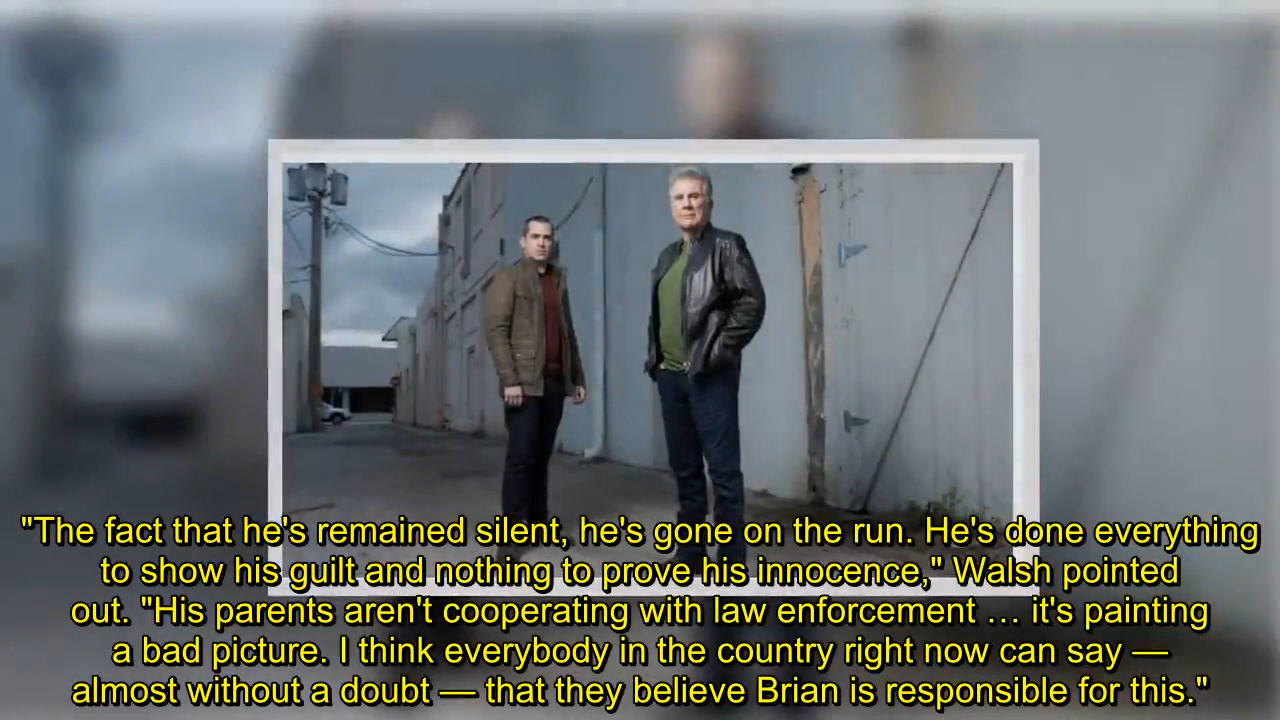 "The fact that he's remained silent, he's gone on the run. He's done everything
to show his guilt and nothing to prove his innocence," Walsh pointed
out. "His parents aren't cooperating with law enforcement … it's painting
a bad picture. I think everybody in the country right now can say —
almost without a doubt — that they believe Brian is responsible for this."